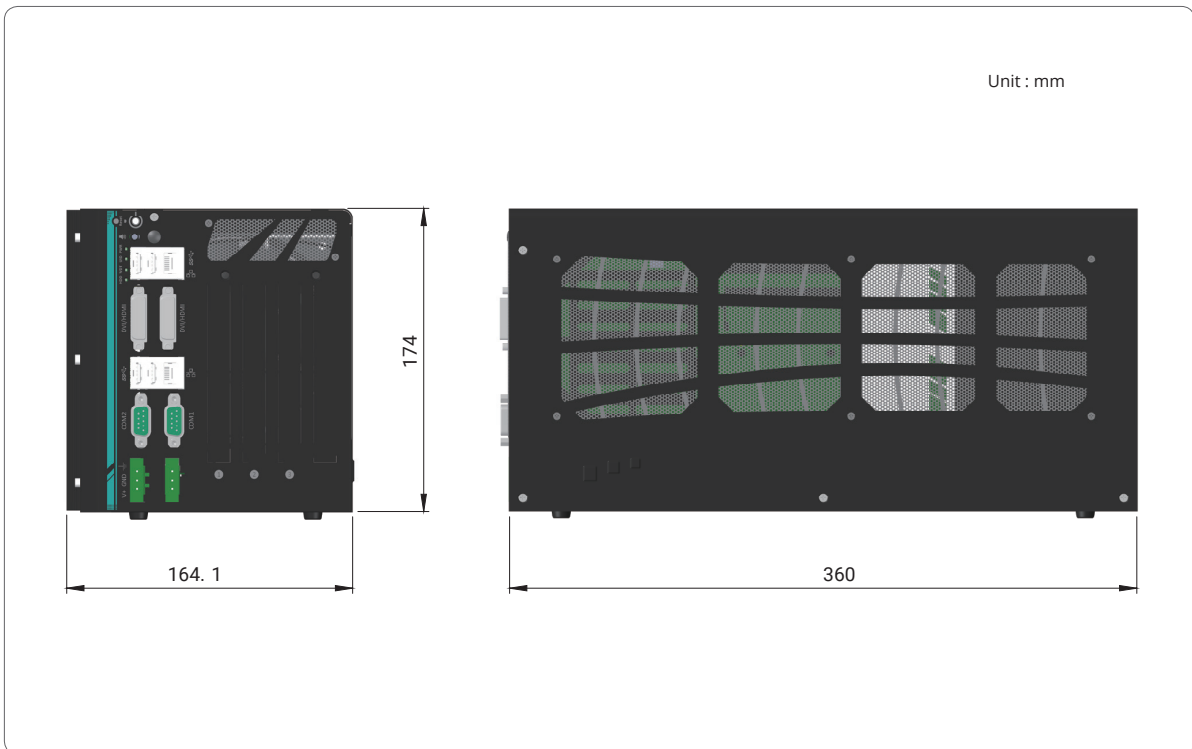 Unit : mm
DVI/HDMI
DVI/HDMI
174
COM2
COM1
V+ GND
164. 1
360